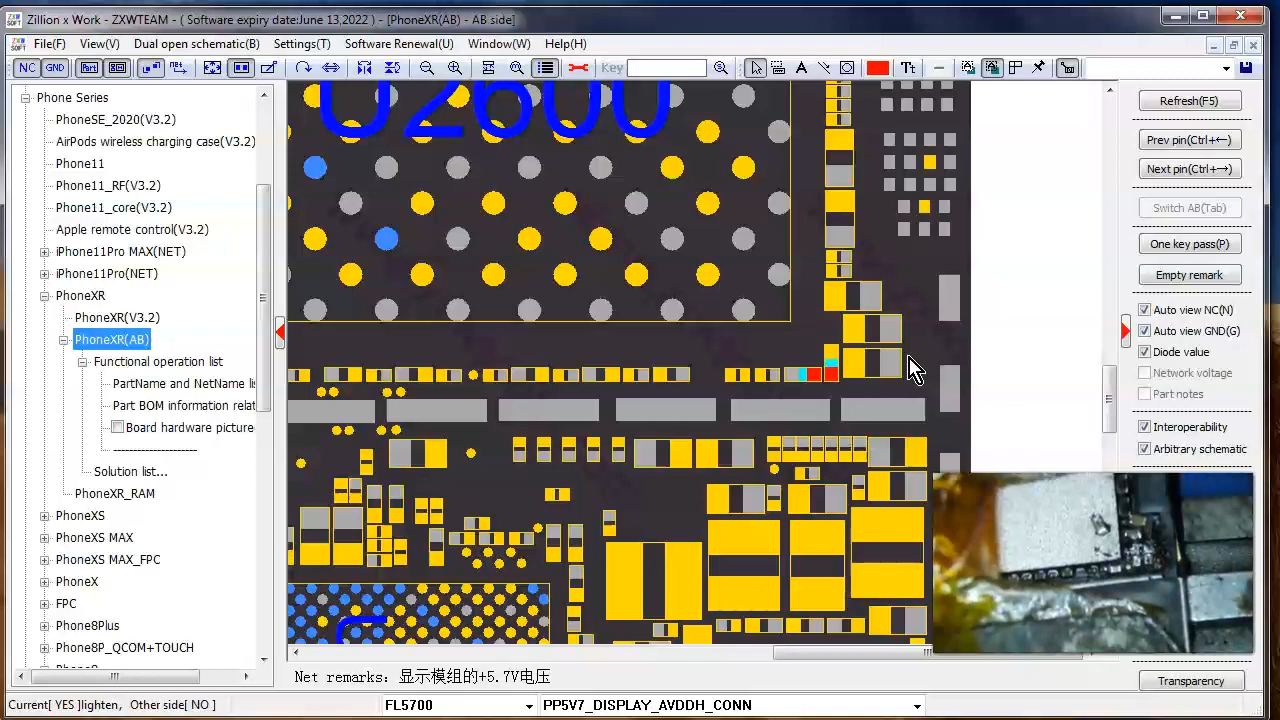 Zillion x Work - ZXWTEAM - ( Software expiry date:June 13,2022 ) - [PhoneXR(AB) - AB side]
File(F) View(V) Dual open schematic(B) Settings(T) Software Renewal(U) Window(W) Help(H)
NC GND Part Key
Phone Series
PhoneSE_2020(V3.2)
AirPods wireless charging case(V3.2)
Phone11
Phone11_RF(V3.2)
Phone11_core(V3.2)
Apple remote control(V3.2)
iPhone11Pro MAX(NET)
iPhone11Pro(NET)
PhoneXR
PhoneXR(V3.2)
PhoneXR(AB)
Functional operation list
PartName and NetName li
Part BOM information relat
Board hardware picture
Solution list...
PhoneXR_RAM
PhoneXS
PhoneXS MAX
PhoneXS MAX_FPC
PhoneX
FPC
Phone8Plus
Phone8P_QCOM+TOUCH
U2600
Refresh(F5)
Prev pin(Ctrl+←)
Next pin(Ctrl+→)
Switch AB(Tab)
One key pass(P)
Empty remark
Auto view NC(N)
Auto view GND(G)
Diode value
Network voltage
Part notes
Interoperability
Arbitrary schematic
Transparency
Net remarks: 显示模组的+5.7V电压
Current[ YES ]lighten, Other side[ NO ] FL5700 PP5V7_DISPLAY_AVDDH_CONN